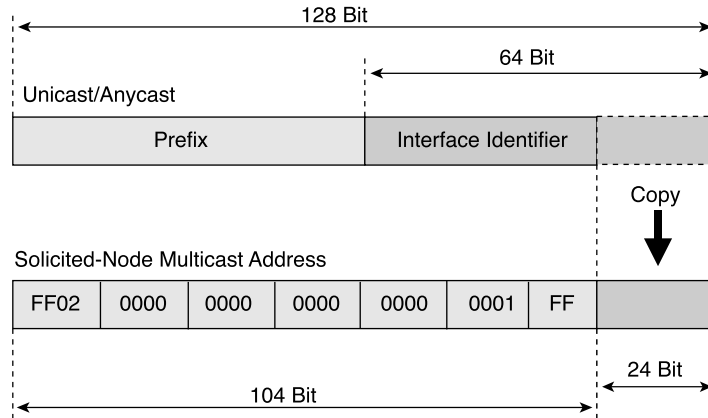 128 Bit
64 Bit
Unicast/Anycast
Prefix Interface Identifier
Copy
Solicited-Node Multicast Address
FF02 0000 0000 0000 0000 0001 FF
24 Bit
104 Bit